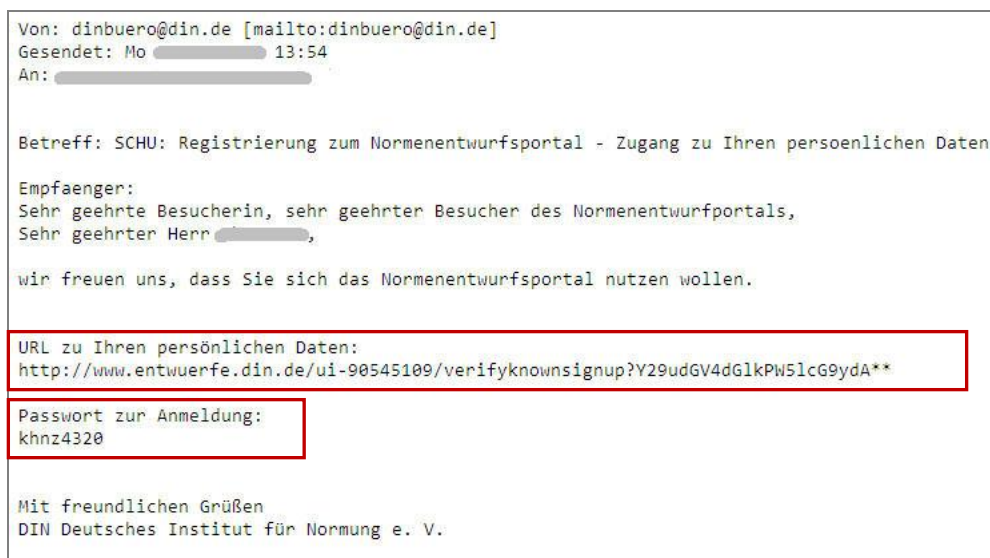 Von: dinbuero@din.de [mailto:dinbuero@din.de]
Gesendet: Mo 13:54
An:
Betreff: SCHU: Registrierung zum Normenentwurfsportal - Zugang zu Ihren persoenlichen Daten
Empfaenger:
Sehr geehrte Besucherin, sehr geehrter Besucher des Normenentwurfportals,
Sehr geehrter Herr ,
wir freuen uns, dass Sie sich das Normenentwurfsportal nutzen wollen.
URL zu Ihren persönlichen Daten:
http://www.entwuerfe.din.de/ui-90545109/verifyknownsignup?Y29udGV4dGlkPW5lcG9ydA**
Passwort zur Anmeldung:
khnz4320
Mit freundlichen Grüßen
DIN Deutsches Institut für Normung e. V.